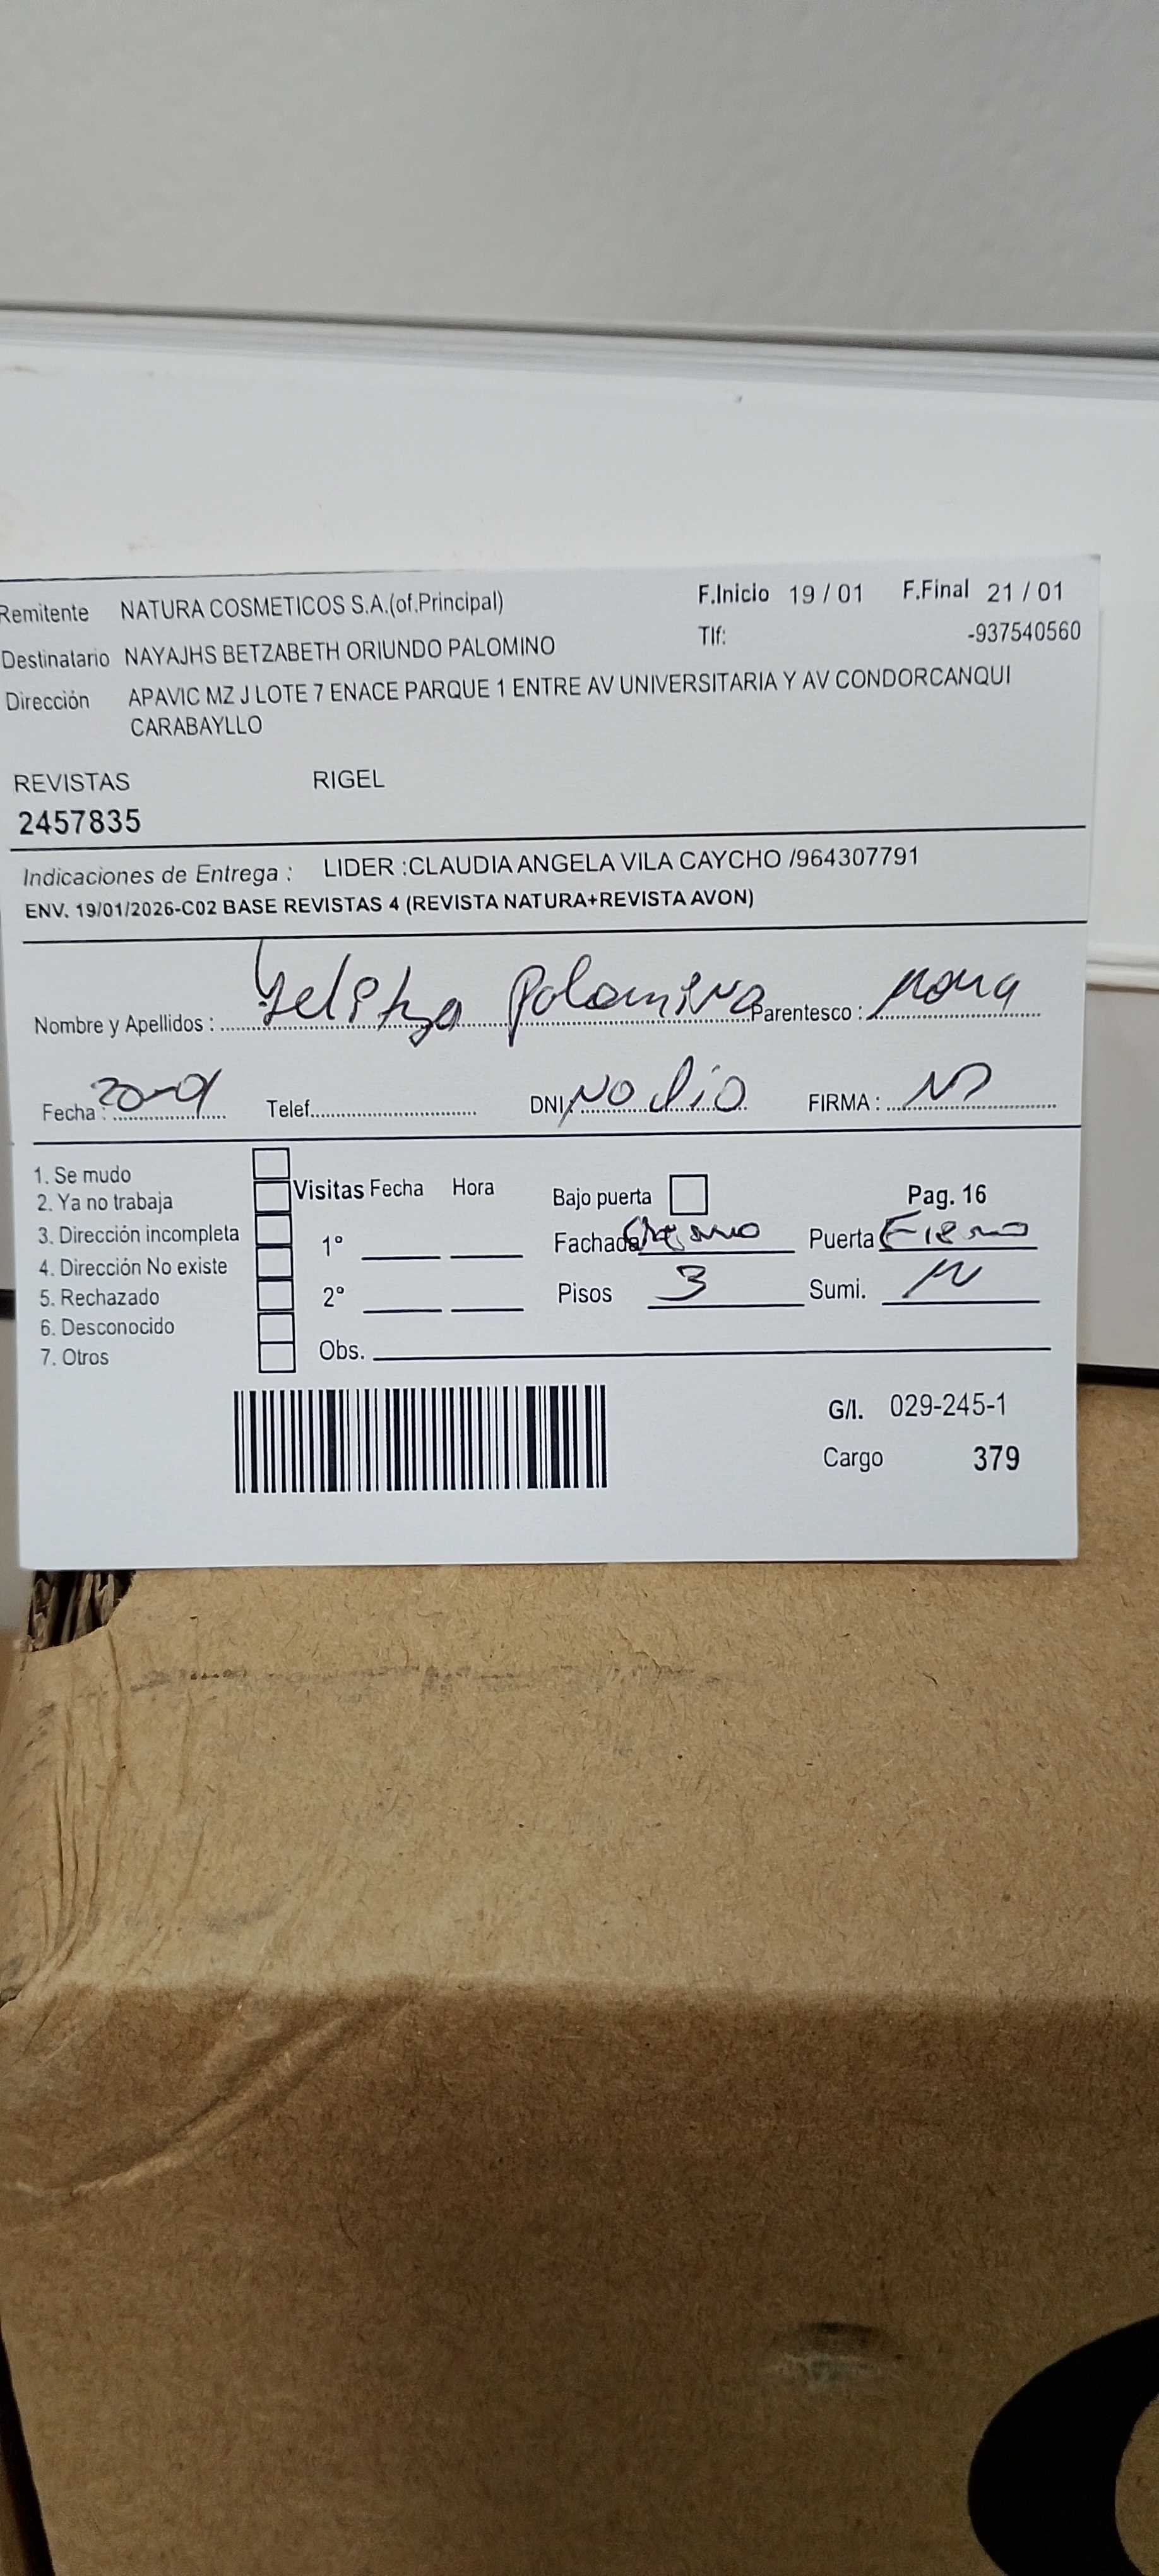 Remitente NATURA COSMETICOS S.A.(of.Principal) F.Inicio 19 / 01 F.Final 21 / 01
Destinatario NAYAJHS BETZABETH ORIUNDO PALOMINO Tlf: -937540560
Dirección APAVIC MZ J LOTE 7 ENACE PARQUE 1 ENTRE AV UNIVERSITARIA Y AV CONDORCANQUI
CARABAYLLO
REVISTAS RIGEL
2457835
Indicaciones de Entrega : LIDER :CLAUDIA ANGELA VILA CAYCHO /964307791
ENV. 19/01/2026-C02 BASE REVISTAS 4 (REVISTA NATURA+REVISTA AVON)
Nombre y Apellidos : Yelitza Palomino Parentesco :
Fecha : 20-01 Telef. DNI: NO dio FIRMA :
1. Se mudo
2. Ya no trabaja Visitas Fecha Hora Bajo puerta Pag. 16
3. Dirección incompleta 1° Fachada Puerta Fierro
4. Dirección No existe
5. Rechazado 2° Pisos 3 Sumi. N
6. Desconocido
7. Otros Obs.
G/I. 029-245-1
Cargo 379